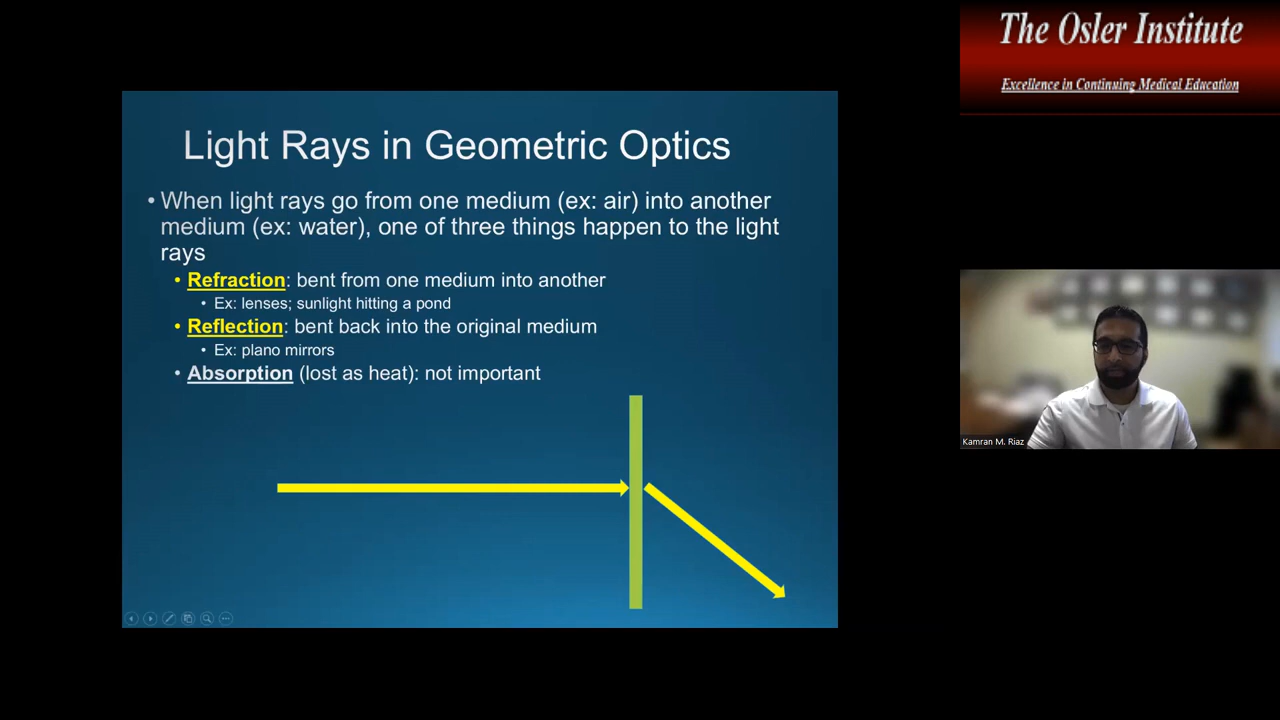 The Osler Institute
Excellence in Continuing Medical Education
Light Rays in Geometric Optics
• When light rays go from one medium (ex: air) into another
medium (ex: water), one of three things happen to the light
rays
• Refraction: bent from one medium into another
• Ex: lenses; sunlight hitting a pond
• Reflection: bent back into the original medium
• Ex: plano mirrors
• Absorption (lost as heat): not important
Kamran M. Riaz